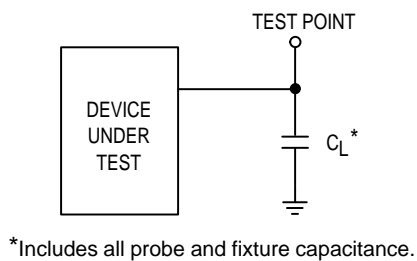 TEST POINT
DEVICE
UNDER
TEST
CL*
*Includes all probe and fixture capacitance.